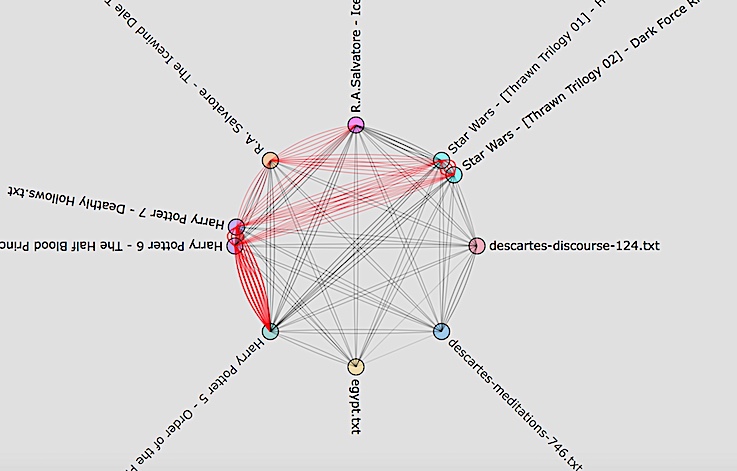 R.A. Salvatore - The Icewind Dale
R.A.Salvatore - Ice
Star Wars - [Thrawn Trilogy 01] - H
Star Wars - [Thrawn Trilogy 02] - Dark Force
Harry Potter 7 - Deathly Hollows.txt
Harry Potter 6 - The Half Blood Princ
descartes-discourse-124.txt
Harry Potter 5 - Order of the
egypt.txt
descartes-meditations-746.txt